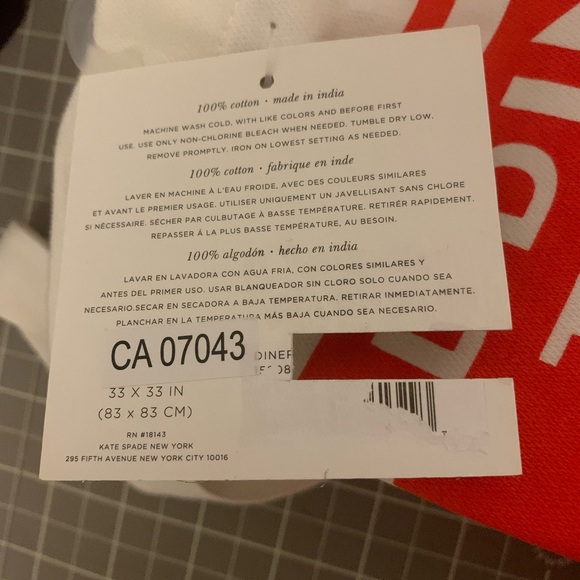 100% cotton · made in india
MACHINE WASH COLD, WITH LIKE COLORS AND BEFORE FIRST
USE. USE ONLY NON-CHLORINE BLEACH WHEN NEEDED. TUMBLE DRY LOW.
REMOVE PROMPTLY. IRON ON LOWEST SETTING AS NEEDED.
100% cotton · fabrique en inde
LAVER EN MACHINE À L'EAU FROIDE, AVEC DES COULEURS SIMILARES
ET AVANT LE PREMIER USAGE. UTILISER UNIQUEMENT UN JAVELLISANT SANS CHLORE
SI NÉCESSAIRE. SÉCHER PAR CULBUTAGE À BASSE TEMPÉRATURE. RETIRÉR RAPIDEMENT.
REPASSER À LA PLUS BASSE TEMPÉRATURE, AU BESOIN.
100% algodón · hecho en india
LAVAR EN LAVADORA CON AGUA FRIA, CON COLORES SIMILARES Y
ANTES DEL PRIMER USO. USAR BLANQUEADOR SIN CLORO SOLO CUANDO SEA
NECESARIO.SECAR EN SECADORA A BAJA TEMPERATURA. RETIRAR INMEDIATAMENTE.
PLANCHAR EN LA TEMPERATURA MÁS BAJA CUANDO SEA NECESARIO.
CA 07043
33 X 33 IN
(83 x 83 CM)
RN #18143
KATE SPADE NEW YORK
295 FIFTH AVENUE NEW YORK CITY 10016
7